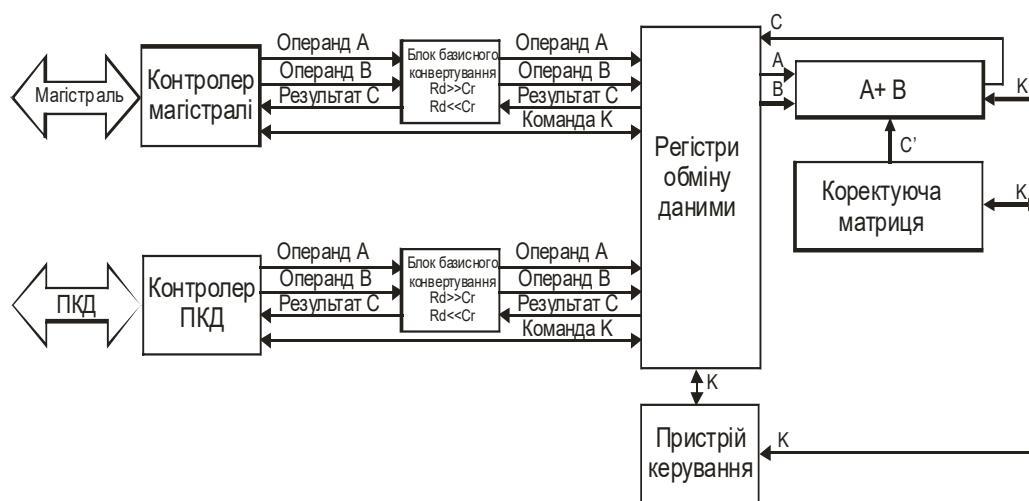 Магістраль
Контролер
магістралі
Операнд A
Операнд B
Результат C
Команда K
Блок базисного
конвертування
Rd>>Cr
Rd<<Cr
Операнд A
Операнд B
Результат C
Регістри
обміну
даними
C
A
B
A+ B
K
C’
Коректуюча
матриця
K
ПКД
Контролер
ПКД
Операнд A
Операнд B
Результат C
Команда K
Блок базисного
конвертування
Rd>>Cr
Rd<<Cr
Операнд A
Операнд B
Результат C
K
Пристрій
керування
K